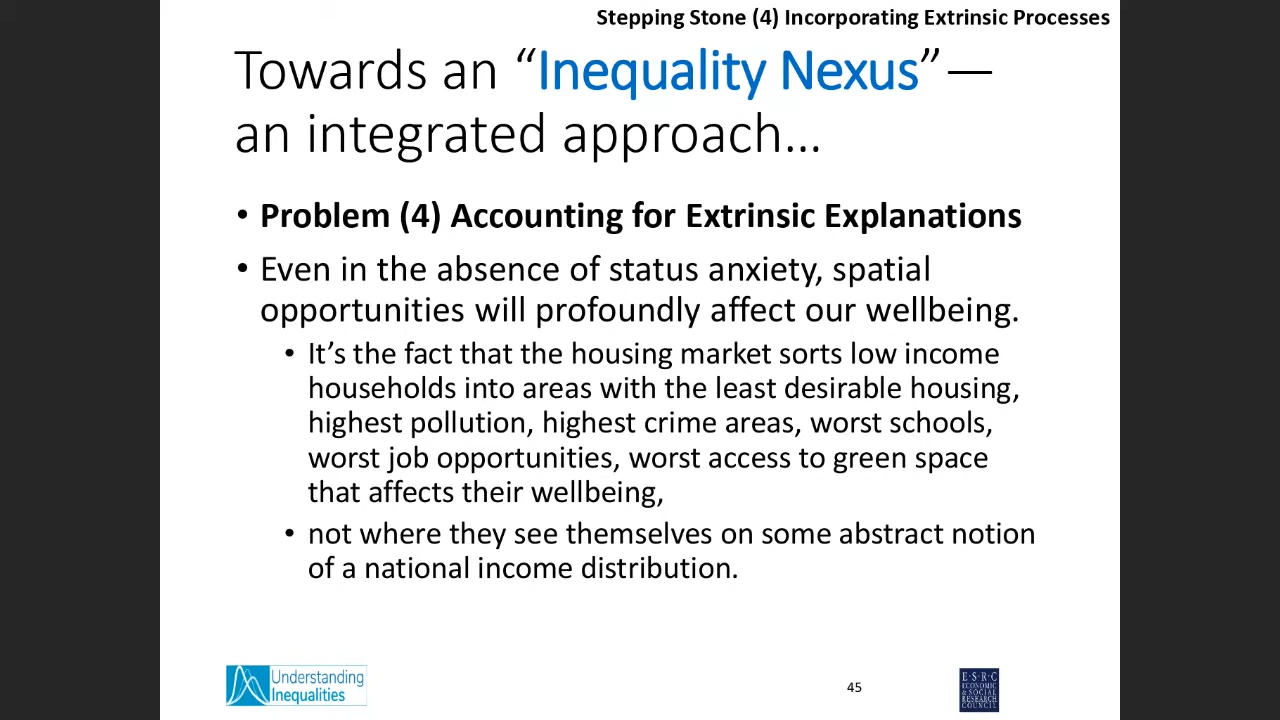 Stepping Stone (4) Incorporating Extrinsic Processes
Towards an “Inequality Nexus”—
an integrated approach…
• Problem (4) Accounting for Extrinsic Explanations
• Even in the absence of status anxiety, spatial
opportunities will profoundly affect our wellbeing.
• It’s the fact that the housing market sorts low income
households into areas with the least desirable housing,
highest pollution, highest crime areas, worst schools,
worst job opportunities, worst access to green space
that affects their wellbeing,
• not where they see themselves on some abstract notion
of a national income distribution.
Understanding
Inequalities
45
E·S·R·C
ECONOMIC
& SOCIAL
RESEARCH
COUNCIL